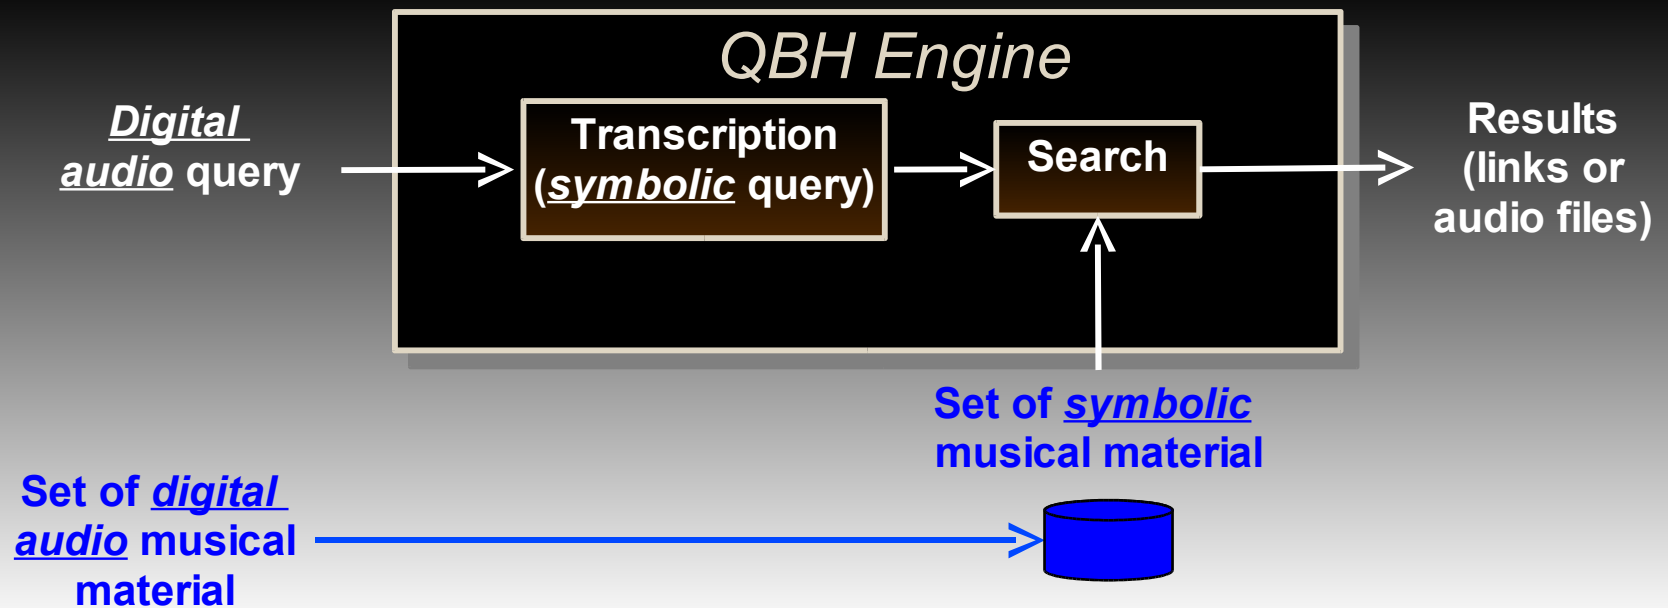 QBH Engine
Digital
audio query
Transcription
(symbolic query)
Search
Results
(links or
audio files)
Set of symbolic
musical material
Set of digital
audio musical
material